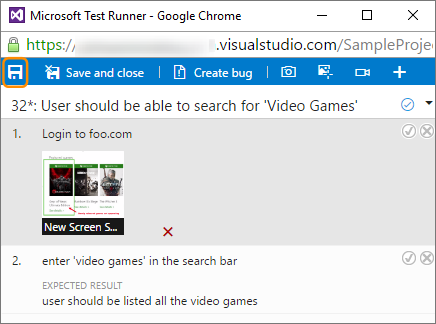 Microsoft Test Runner - Google Chrome
https://
.visualstudio.com/SampleProje
Save and close
Create bug
32*: User should be able to search for 'Video Games'
1. Login to foo.com
New Screen S...
2. enter 'video games' in the search bar
EXPECTED RESULT
user should be listed all the video games